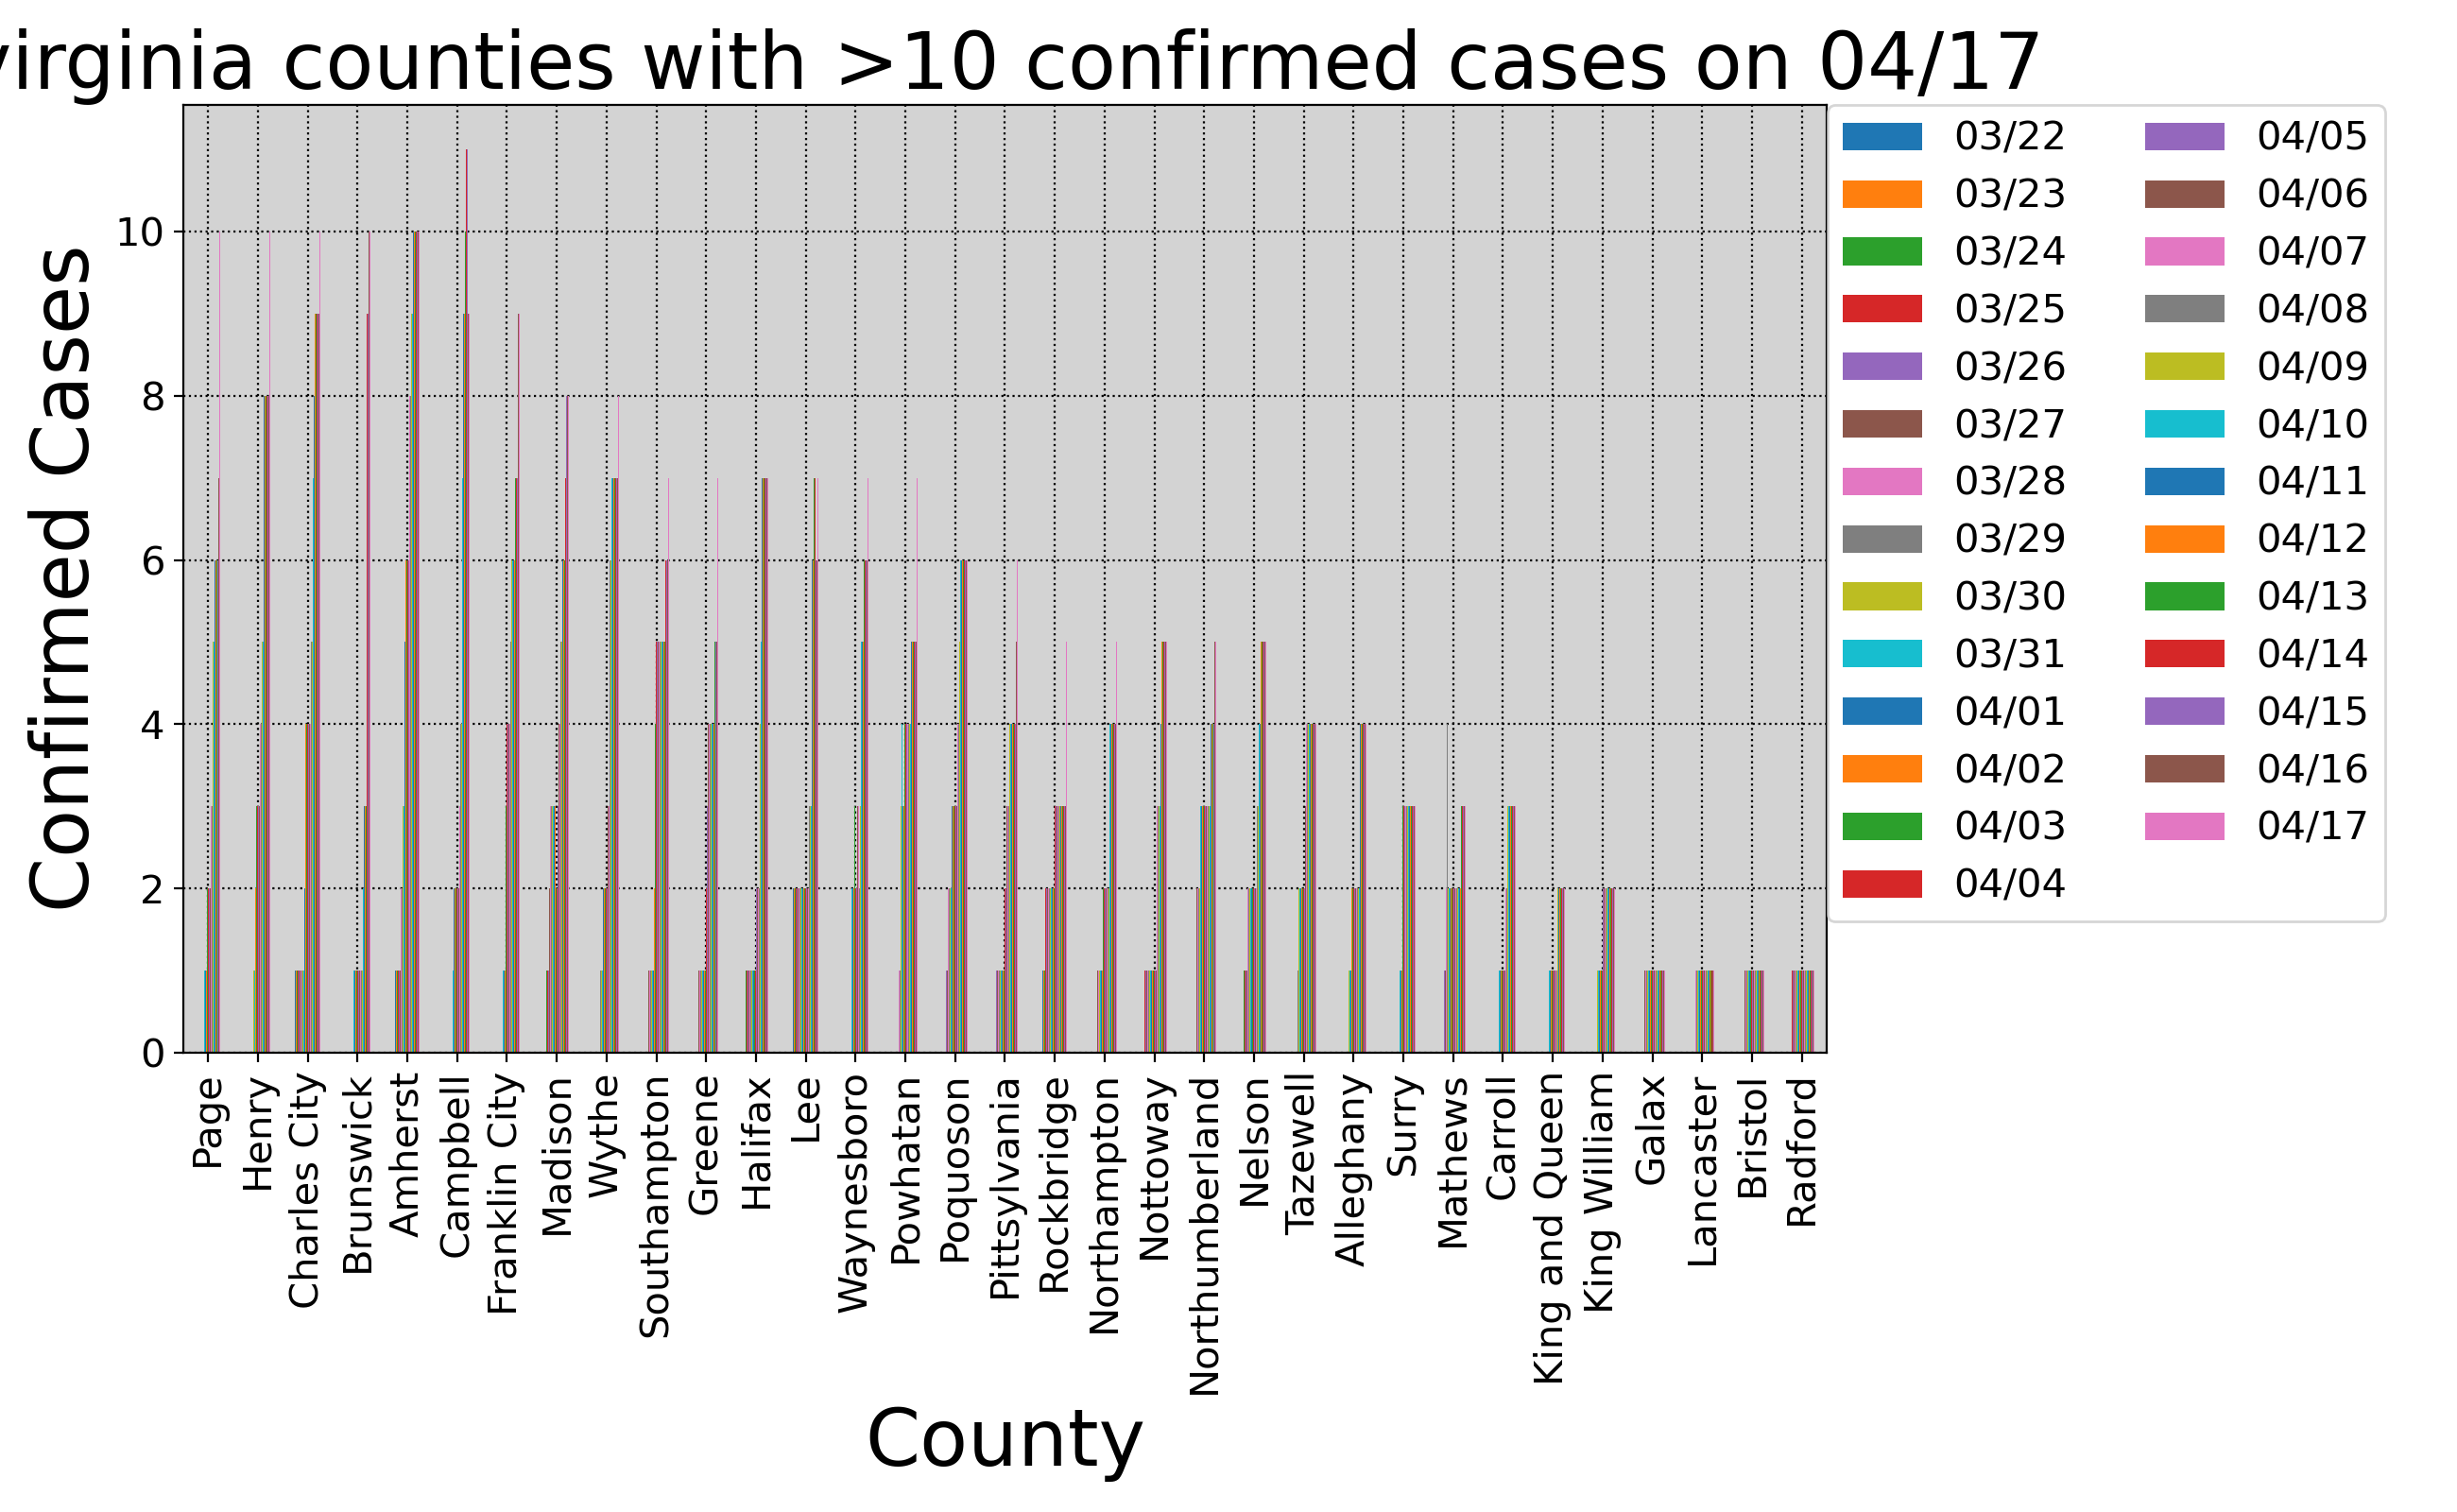 virginia counties with >10 confirmed cases on 04/17
Confirmed Cases
10
8
6
4
2
0
Page
Henry
Charles City
Brunswick
Amherst
Campbell
Franklin City
Madison
Wythe
Southampton
Greene
Halifax
Lee
Waynesboro
Powhatan
Poquoson
Pittsylvania
Rockbridge
Northampton
Nottoway
Northumberland
Nelson
Tazewell
Alleghany
Surry
Mathews
Carroll
King and Queen
King William
Galax
Lancaster
Bristol
Radford
County
03/22
03/23
03/24
03/25
03/26
03/27
03/28
03/29
03/30
03/31
04/01
04/02
04/03
04/04
04/05
04/06
04/07
04/08
04/09
04/10
04/11
04/12
04/13
04/14
04/15
04/16
04/17